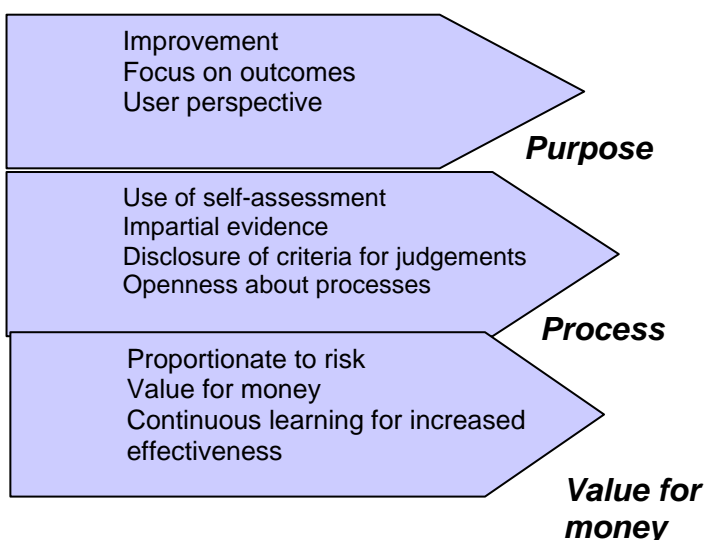 Improvement
Focus on outcomes
User perspective
Purpose
Use of self-assessment
Impartial evidence
Disclosure of criteria for judgements
Openness about processes
Process
Proportionate to risk
Value for money
Continuous learning for increased
effectiveness
Value for
money